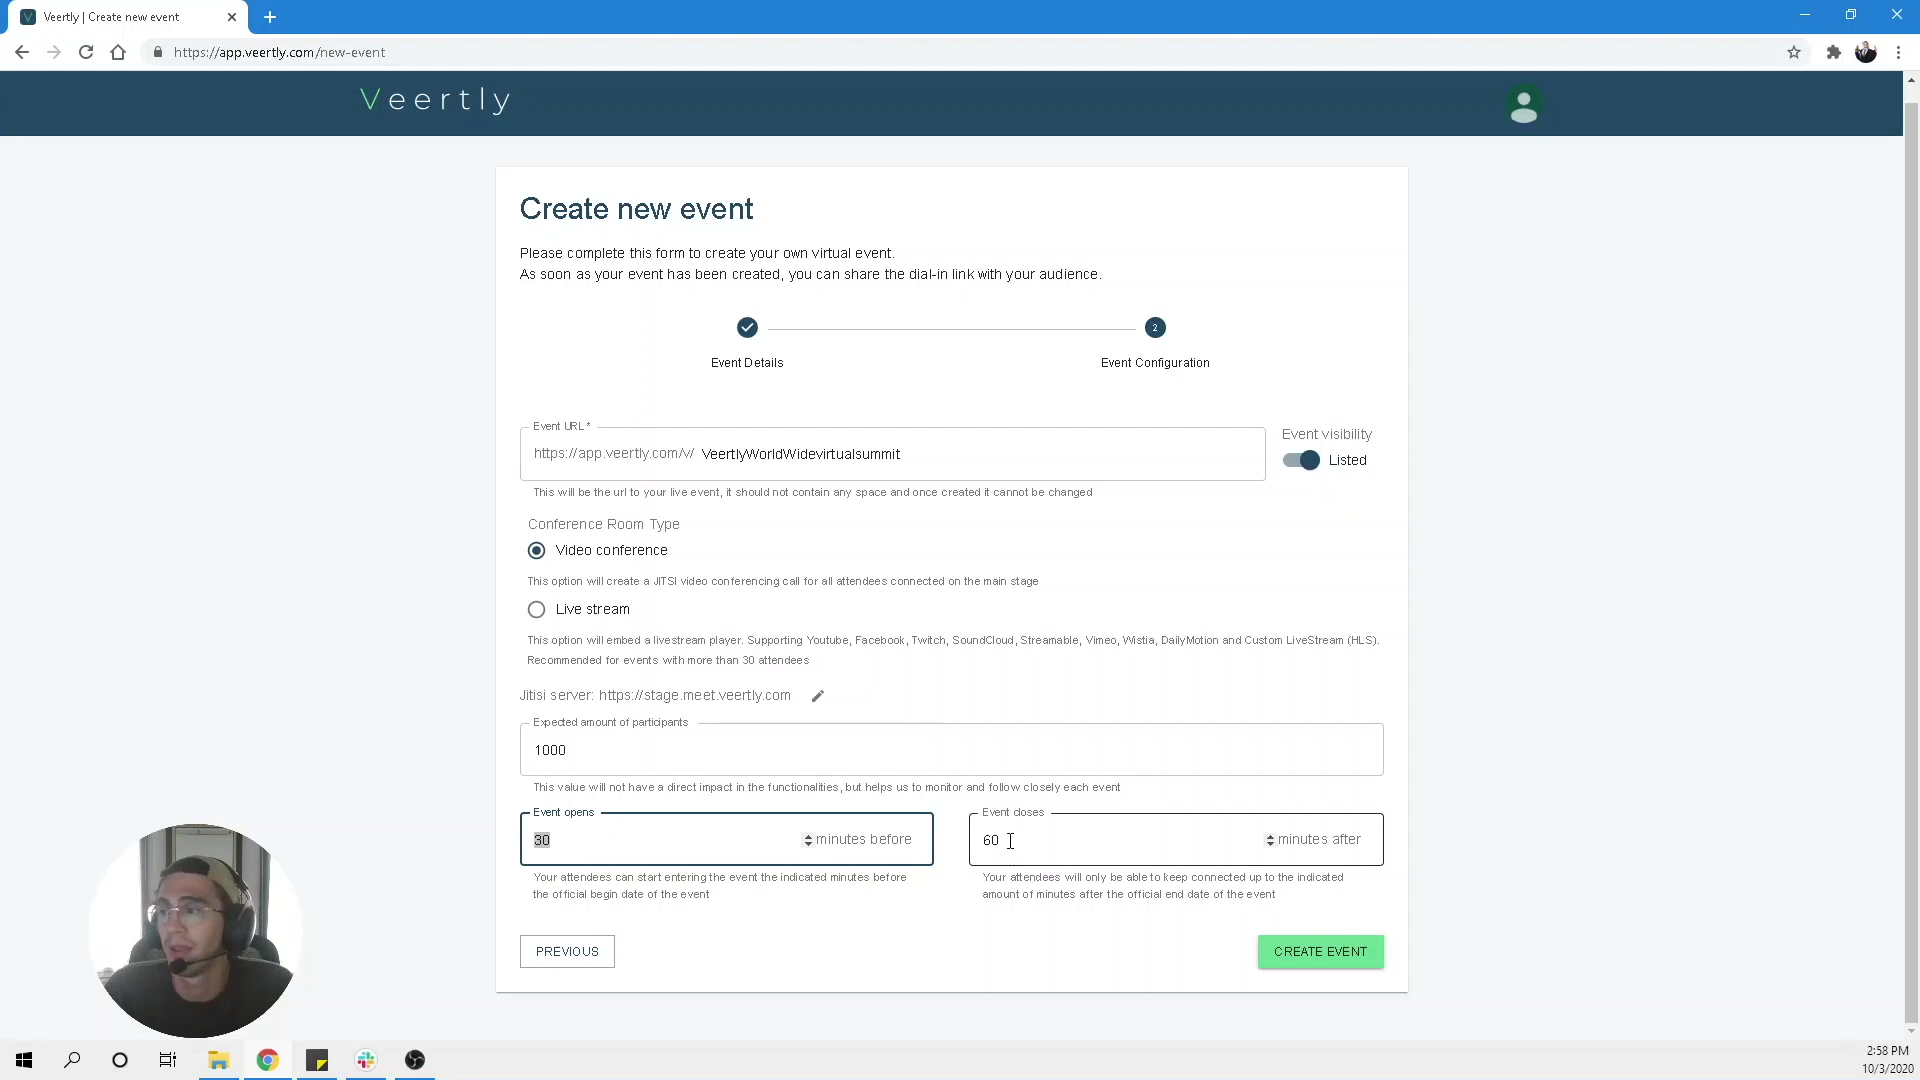 Veertly | Create new event
https://app.veertly.com/new-event
Veertly
Create new event
Please complete this form to create your own virtual event.
As soon as your event has been created, you can share the dial-in link with your audience.
2
Event Details
Event Configuration
Event URL *
https://app.veertly.com/v/ VeertlyWorldWidevirtualsummit
Event visibility
Listed
This will be the url to your live event, it should not contain any space and once created it cannot be changed
Conference Room Type
Video conference
This option will create a JITSI video conferencing call for all attendees connected on the main stage
Live stream
This option will embed a livestream player. Supporting Youtube, Facebook, Twitch, SoundCloud, Streamable, Vimeo, Wistia, DailyMotion and Custom LiveStream (HLS).
Recommended for events with more than 30 attendees
Jitisi server: https://stage.meet.veertly.com
Expected amount of participants
1000
This value will not have a direct impact in the functionalities, but helps us to monitor and follow closely each event
Event opens
30 minutes before
Your attendees can start entering the event the indicated minutes before
the official begin date of the event
Event closes
60 minutes after
Your attendees will only be able to keep connected up to the indicated
amount of minutes after the official end date of the event
PREVIOUS
CREATE EVENT
2:58 PM
10/3/2020